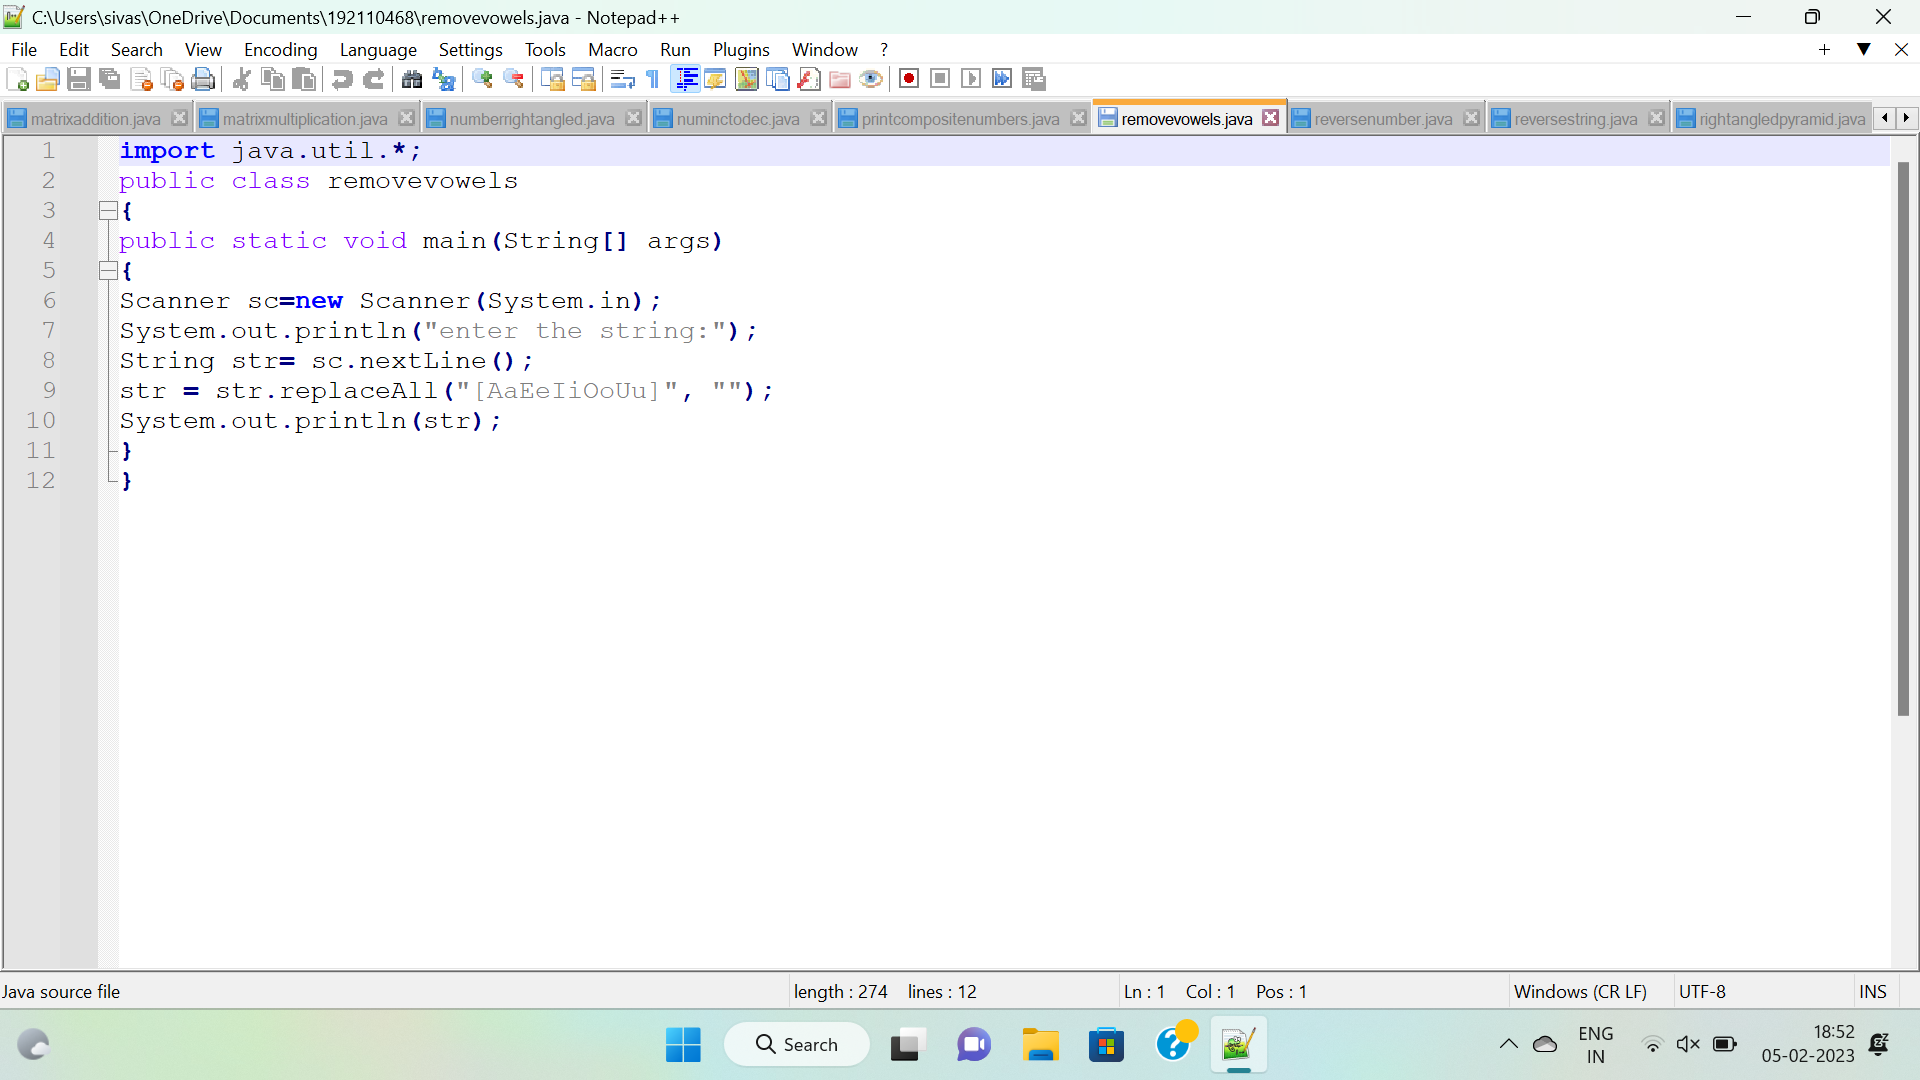 C:\Users\sivas\OneDrive\Documents\192110468\removevowels.java - Notepad++
File Edit Search View Encoding Language Settings Tools Macro Run Plugins Window ?
matrixaddition.java matrixmultiplication.java numberrightangled.java numinctodec.java printcompositenumbers.java removevowels.java reversenumber.java reversestring.java rightangledpyramid.java
1 import java.util.*;
2 public class removevowels
3 {
4 public static void main(String[] args)
5 {
6 Scanner sc=new Scanner(System.in);
7 System.out.println("enter the string:");
8 String str= sc.nextLine();
9 str = str.replaceAll("[AaEeIiOoUu]", "");
10 System.out.println(str);
11 }
12 }
Java source file length : 274 lines : 12 Ln : 1 Col : 1 Pos : 1 Windows (CR LF) UTF-8 INS
Search ENG 18:52
IN 05-02-2023